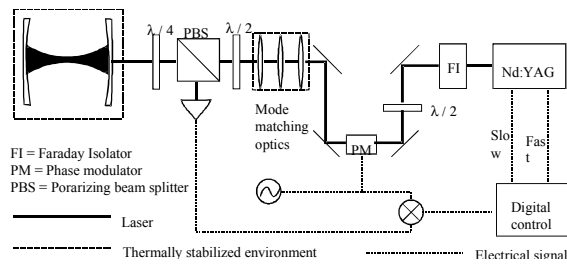 λ / 4
PBS
λ / 2
Mode
matching
optics
PM
λ / 2
FI
Nd:YAG
Slo
w
Fas
t
Digital
control
FI = Faraday Isolator
PM = Phase modulator
PBS = Porarizing beam splitter
Laser
Thermally stabilized environment
Electrical signal